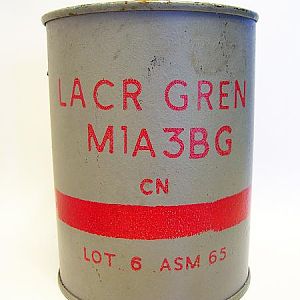 LACR GREN
M1A3BG
CN
LOT 6 ASM 65